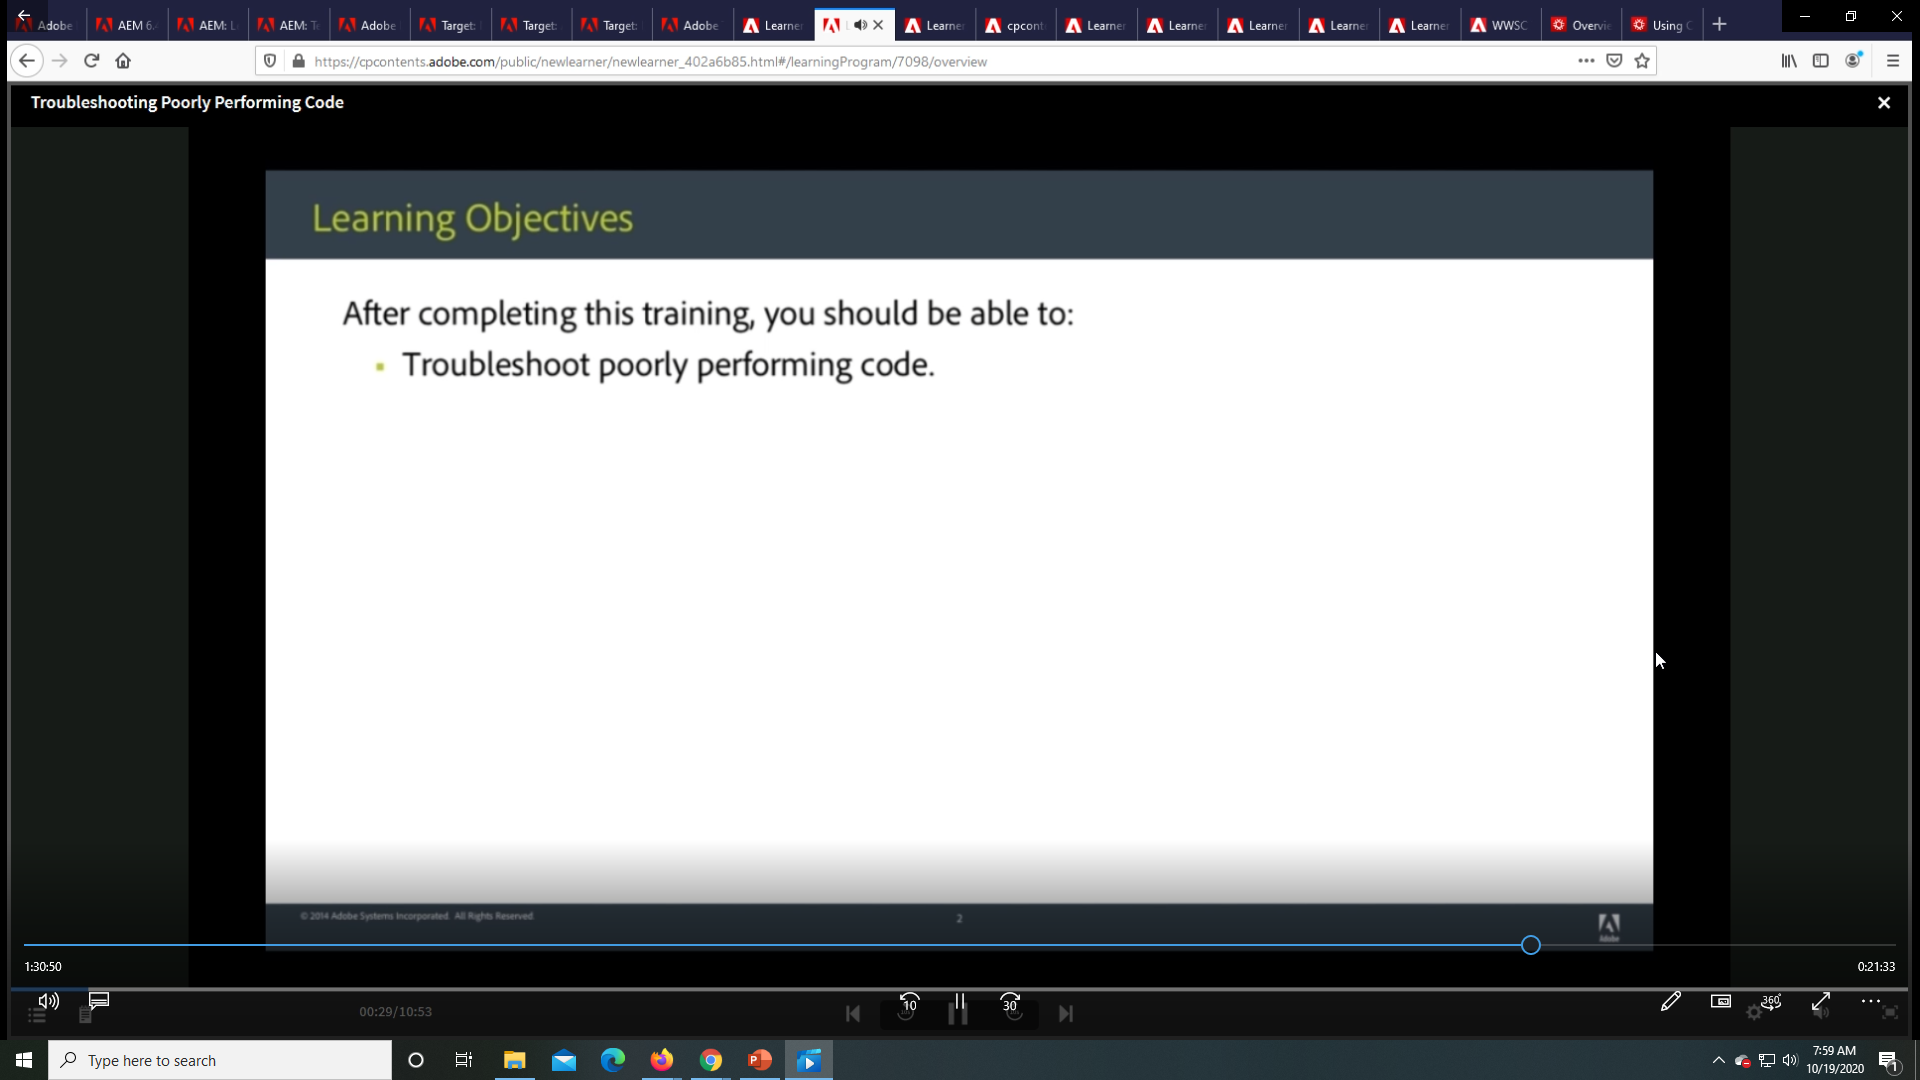 Adobe
AEM 6.
AEM: L
AEM: Te
Adobe
Target:
Target:
Target:
Adobe
Learner
L
Learner
cpcont
Learner
Learner
Learner
Learner
Learner
WWSC
Overvie
Using C
https://cpcontents.adobe.com/public/newlearner/newlearner_402a6b85.html#/learningProgram/7098/overview
Troubleshooting Poorly Performing Code
Learning Objectives
After completing this training, you should be able to:
Troubleshoot poorly performing code.
© 2014 Adobe Systems Incorporated. All Rights Reserved.
2
Adobe
1:30:50
0:21:33
00:29/10:53
10
30
360°
Type here to search
7:59 AM
10/19/2020
1